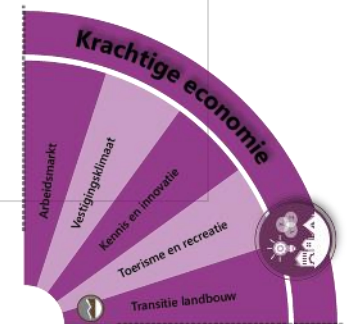 Krachtige economie
Arbeidsmarkt
Vestigingsklimaat
Kennis en innovatie
Toerisme en recreatie
Transitie landbouw